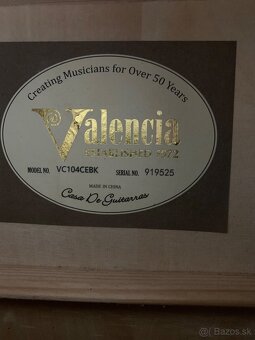 Creating Musicians for Over 50 Years
Valencia
ESTABLISHED 1972
MODEL NO. VC104CEBK SERIAL NO. 919525
MADE IN CHINA
Casa De Guitarras
Bazos.sk